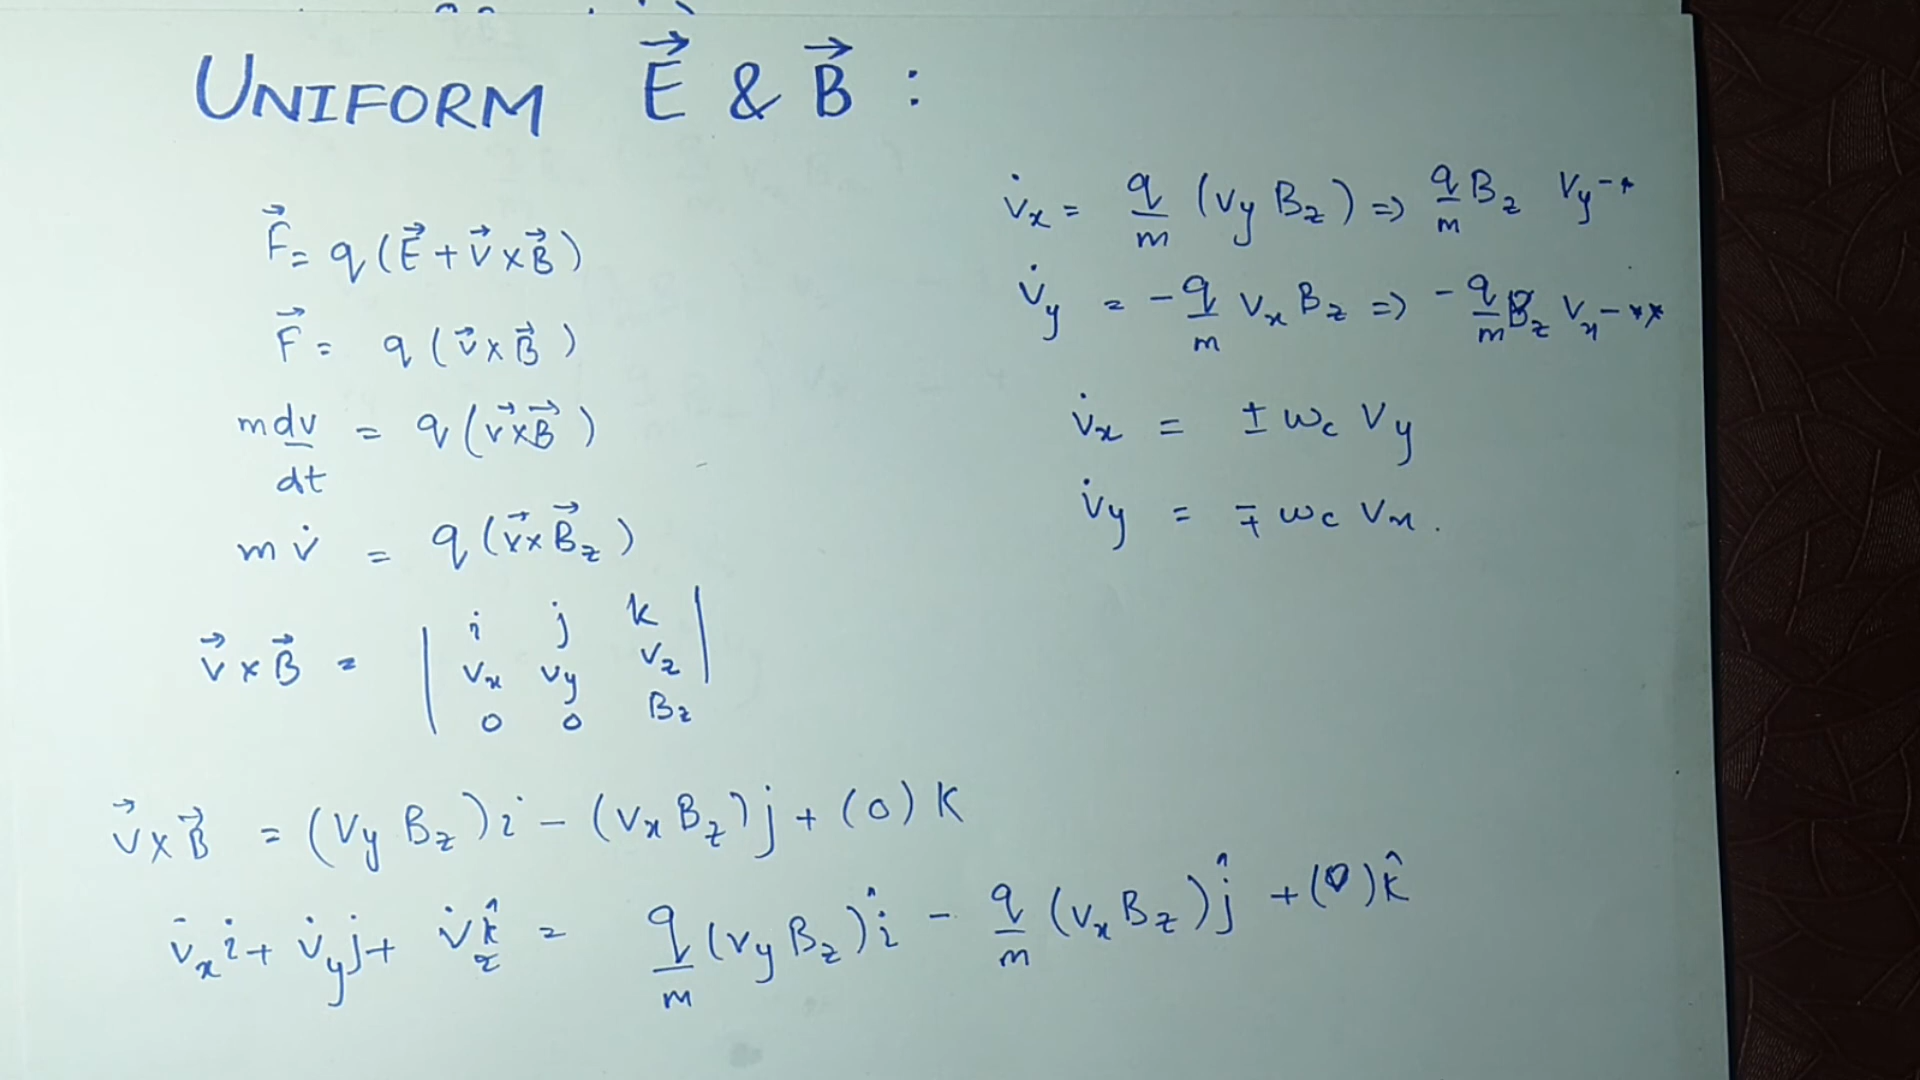 UNIFORM E⃗ & B⃗ :
F⃗ = q (E⃗ + v⃗ × B⃗)
F⃗ = q (v⃗ × B⃗ )
m dv/dt = q (v⃗ × B⃗ )
m v̇ = q (v⃗ × B⃗z )
v⃗ × B⃗ = | i j k
vx vy vz
0 0 Bz |
v⃗ × B⃗ = (Vy Bz) i - (Vx Bz) j + (0) k
v̇x i + v̇y j + v̇z k̂ = q/m (vy Bz) î - q/m (vx Bz) ĵ + (0) k̂
v̇x = q/m (vy Bz) => q/m Bz Vy - *
v̇y = - q/m Vx Bz => - q/m Bz Vx - **
v̇x = ± ωc Vy
v̇y = ∓ ωc Vx .